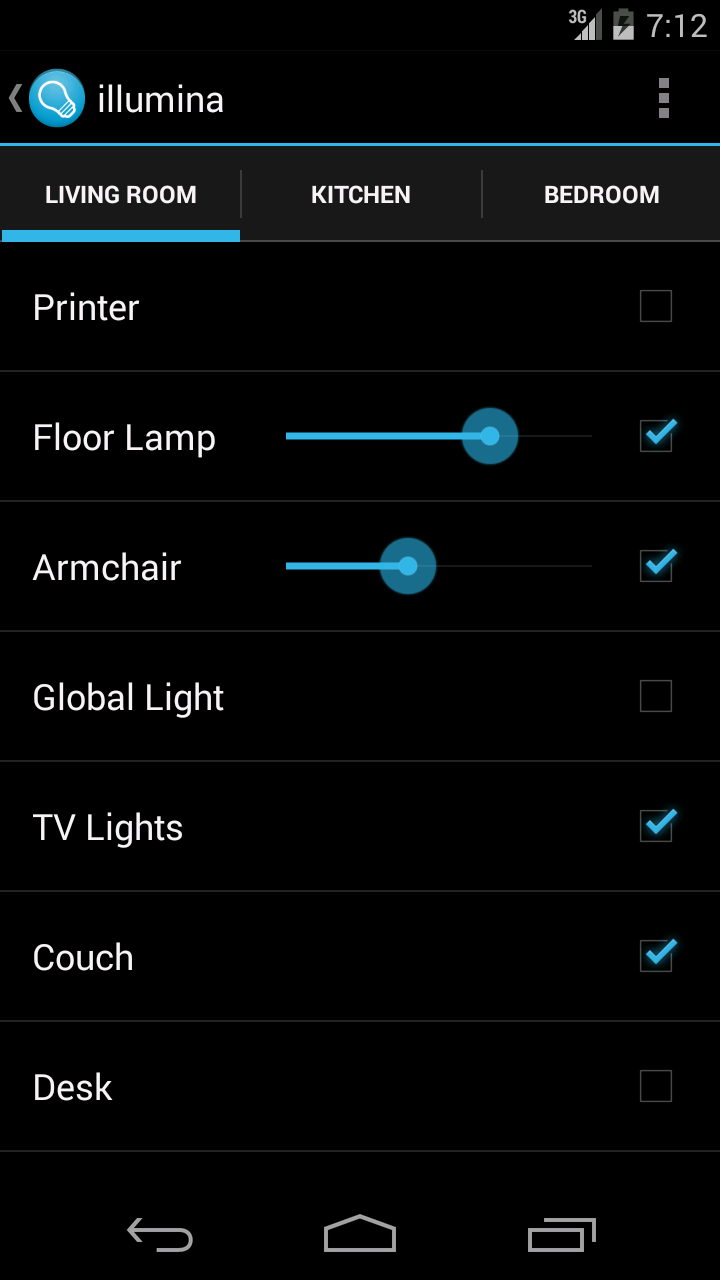 3G 7:12
illumina
LIVING ROOM KITCHEN BEDROOM
Printer
Floor Lamp
Armchair
Global Light
TV Lights
Couch
Desk